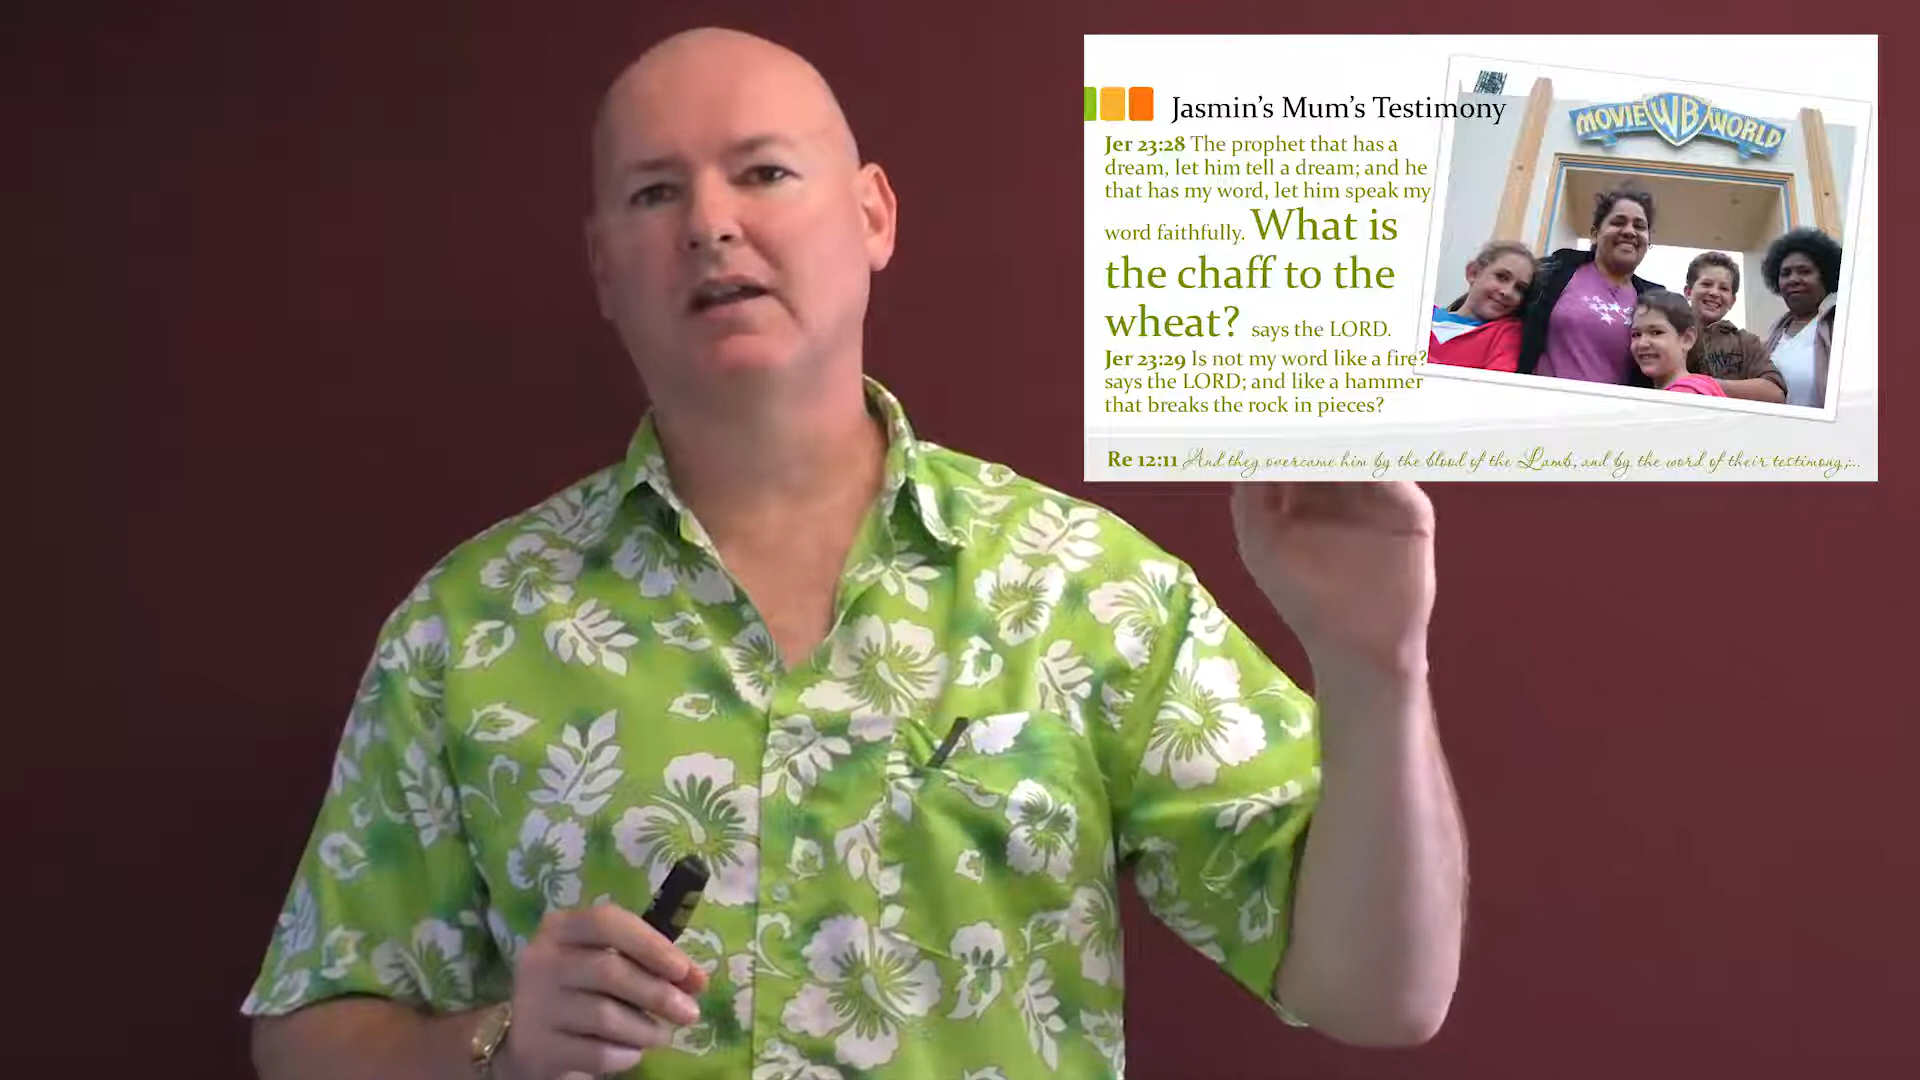 Jasmin's Mum's Testimony
Jer 23:28 The prophet that has a
dream, let him tell a dream; and he
that has my word, let him speak my
word faithfully. What is
the chaff to the
wheat? says the LORD.
Jer 23:29 Is not my word like a fire?
says the LORD; and like a hammer
that breaks the rock in pieces?
Re 12:11 And they overcame him by the blood of the Lamb, and by the word of their testimony;...
MOVIE WB WORLD